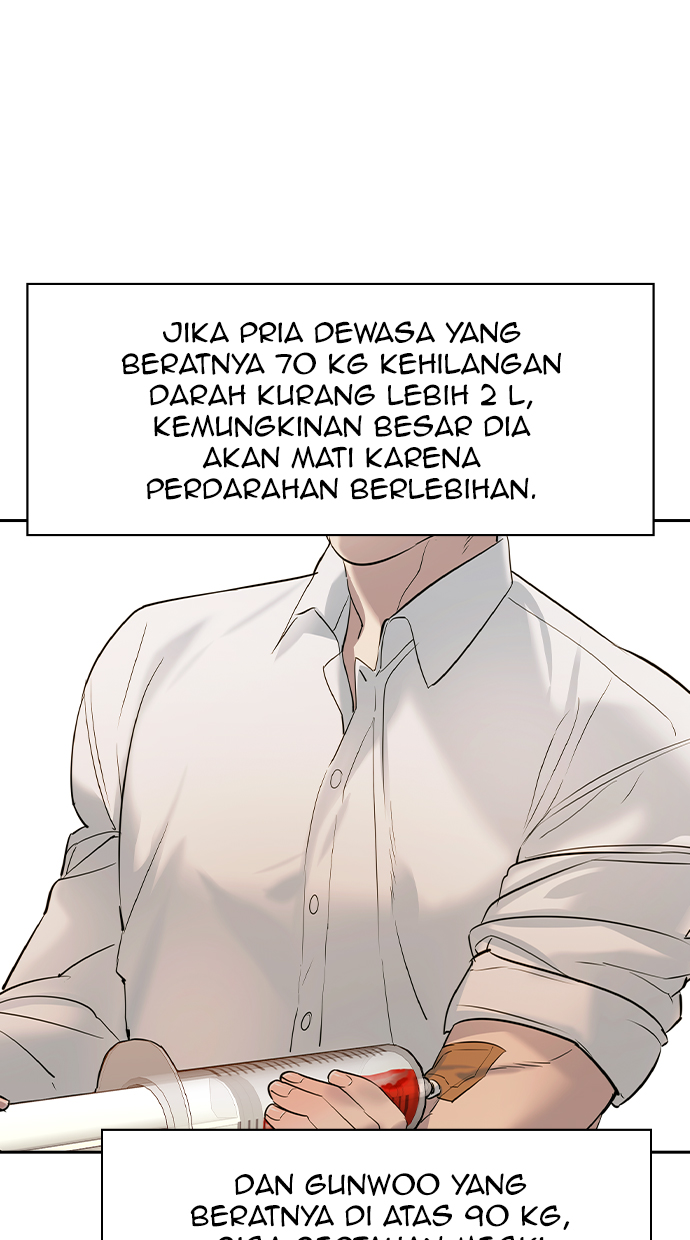 JIKA PRIA DEWASA YANG
BERATNYA 70 KG KEHILANGAN
DARAH KURANG LEBIH 2 L,
KEMUNGKINAN BESAR DIA
AKAN MATI KARENA
PERDARAHAN BERLEBIHAN.
DAN GUNWOO YANG
BERATNYA DI ATAS 90 KG,